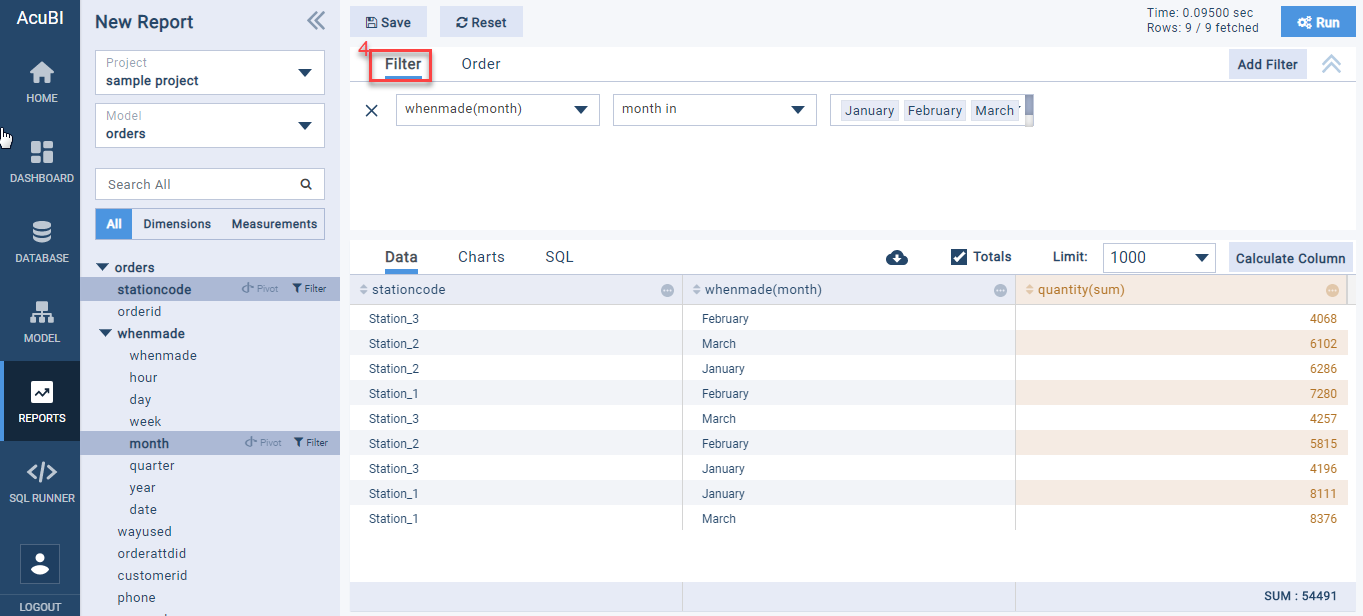 AcuBI
HOME
DASHBOARD
DATABASE
MODEL
REPORTS
SQL RUNNER
LOGOUT
New Report
Project
sample project
Model
orders
Search All
All Dimensions Measurements
orders
stationcode Pivot Filter
orderid
whenmade
whenmade
hour
day
week
month Pivot Filter
quarter
year
date
wayused
orderattdid
customerid
phone
Save Reset
Time: 0.09500 sec
Rows: 9 / 9 fetched
Run
4
Filter Order Add Filter
whenmade(month) month in January February March
Data Charts SQL Totals Limit: 1000 Calculate Column
stationcode whenmade(month) quantity(sum)
Station_3 February 4068
Station_2 March 6102
Station_2 January 6286
Station_1 February 7280
Station_3 March 4257
Station_2 February 5815
Station_3 January 4196
Station_1 January 8111
Station_1 March 8376
SUM : 54491